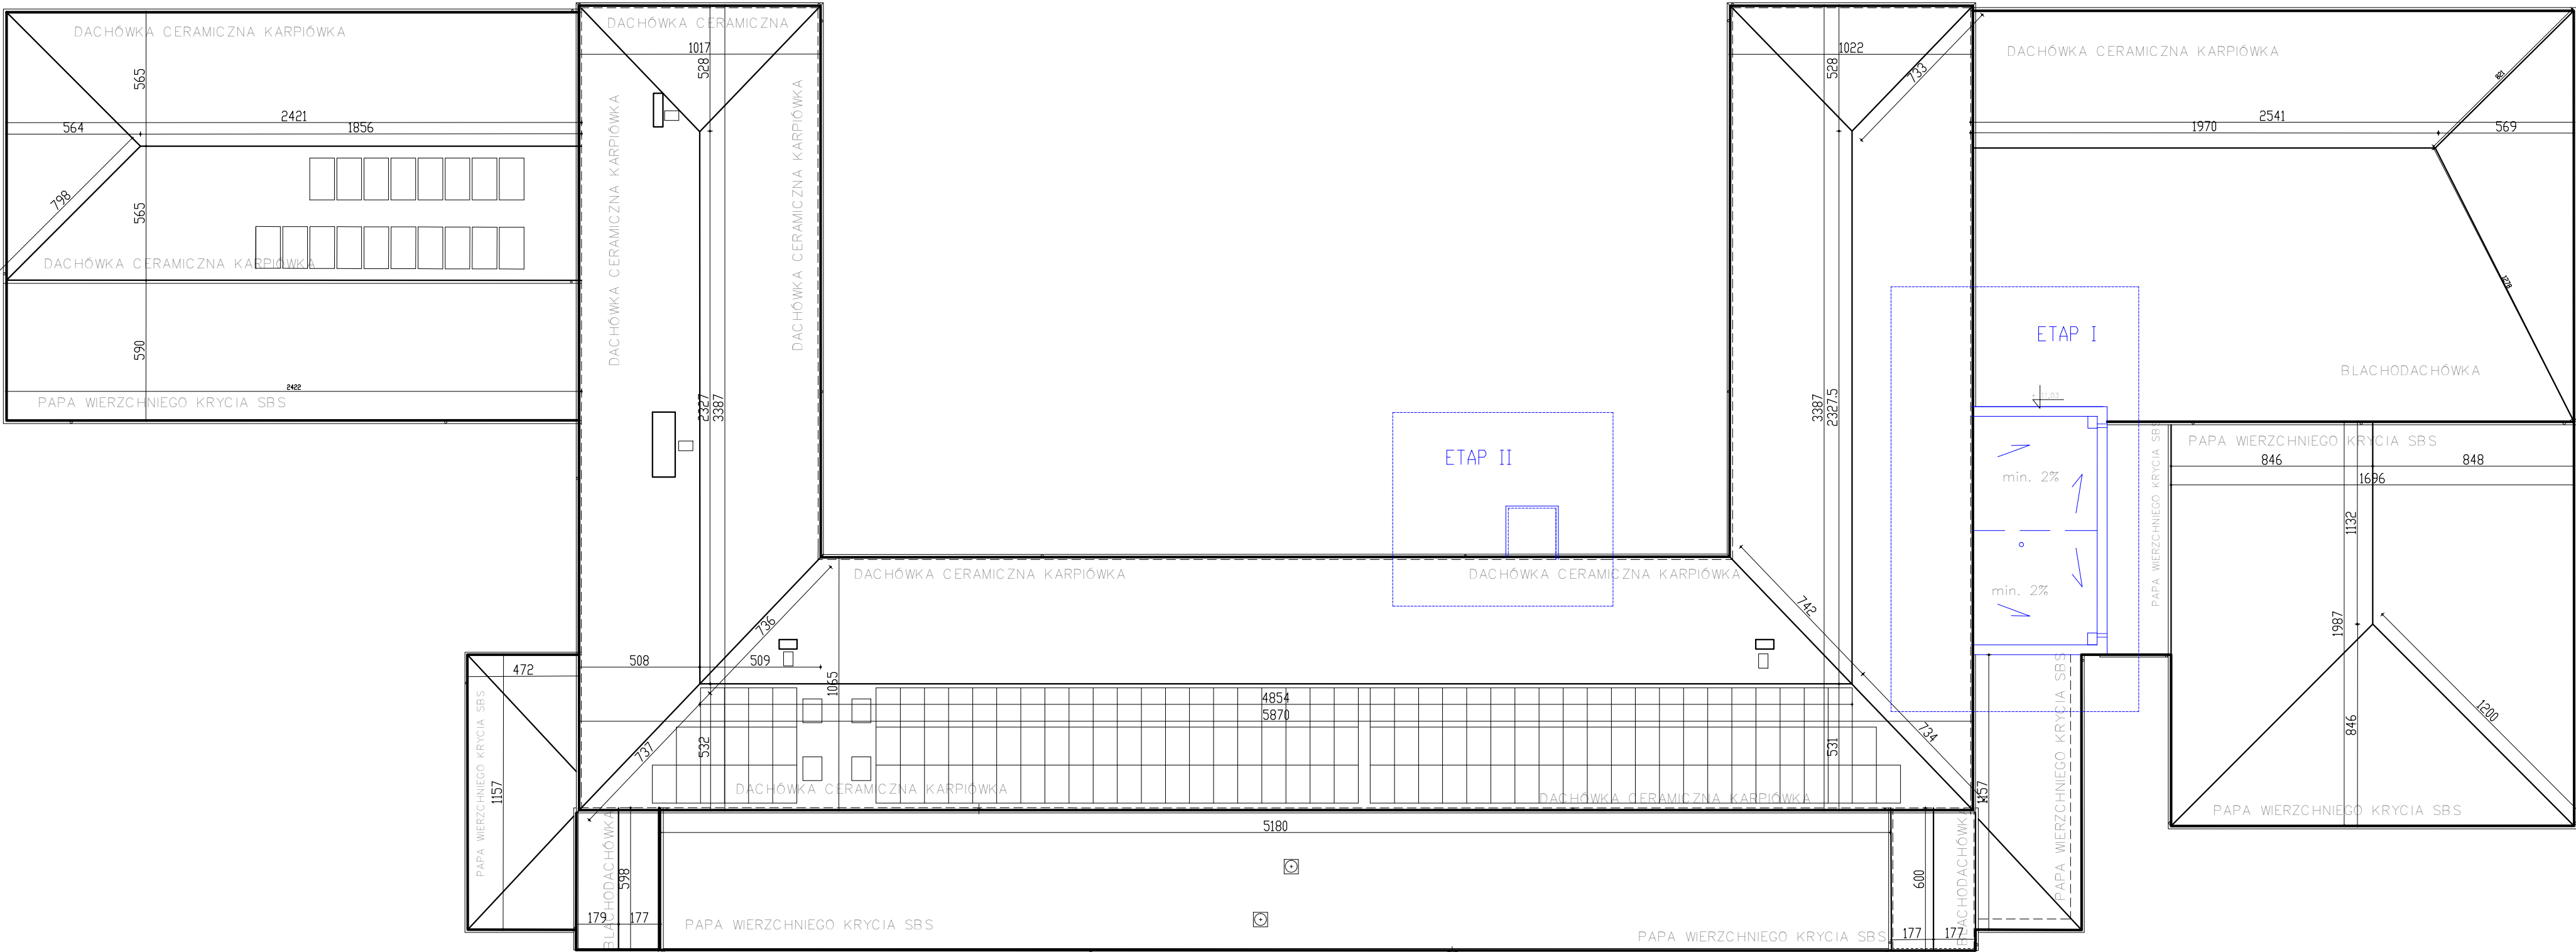 DACHÓWKA CERAMICZNA KARPIÓWKA
565
2421
564
1856
798
565
DACHÓWKA CERAMICZNA KARPIÓWKA
590
2422
PAPA WIERZCHNIEGO KRYCIA SBS
DACHÓWKA CERAMICZNA
1017
528
DACHÓWKA CERAMICZNA KARPIÓWKA
DACHÓWKA CERAMICZNA KARPIÓWKA
2327
3387
1022
528
733
3387
2327.5
DACHÓWKA CERAMICZNA KARPIÓWKA
821
2541
1970
569
1278
ETAP I
BLACHODACHÓWKA
ETAP II
min. 2%
min. 2%
PAPA WIERZCHNIEGO KRYCIA SBS
PAPA WIERZCHNIEGO KRYCIA SBS
846
848
1696
1132
1987
846
1200
PAPA WIERZCHNIEGO KRYCIA SBS
DACHÓWKA CERAMICZNA KARPIÓWKA
DACHÓWKA CERAMICZNA KARPIÓWKA
736
742
508
509
1065
472
PAPA WIERZCHNIEGO KRYCIA SBS
1157
4854
5870
532
737
531
734
DACHÓWKA CERAMICZNA KARPIÓWKA
DACHÓWKA CERAMICZNA KARPIÓWKA
1157
PAPA WIERZCHNIEGO KRYCIA SBS
BLACHODACHÓWKA
598
179
177
5180
PAPA WIERZCHNIEGO KRYCIA SBS
PAPA WIERZCHNIEGO KRYCIA SBS
600
177
177
BLACHODACHÓWKA